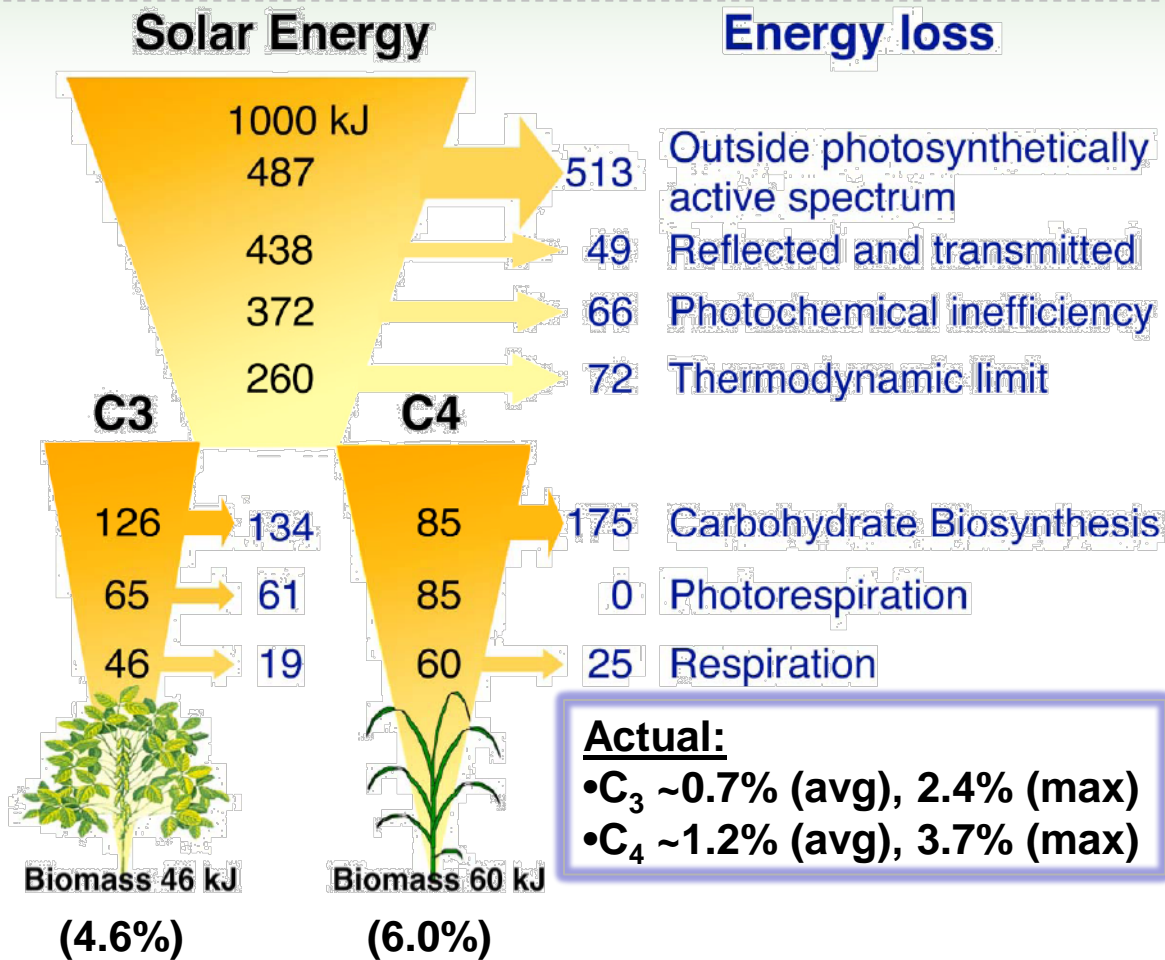 Solar Energy
Energy loss
1000 kJ
487
513
Outside photosynthetically
active spectrum
438
49
Reflected and transmitted
372
66
Photochemical inefficiency
260
72
Thermodynamic limit
C3
C4
126
134
85
175
Carbohydrate Biosynthesis
65
61
85
0
Photorespiration
46
19
60
25
Respiration
Actual:
•C₃ ~0.7% (avg), 2.4% (max)
•C₄ ~1.2% (avg), 3.7% (max)
Biomass 46 kJ
Biomass 60 kJ
(4.6%)
(6.0%)